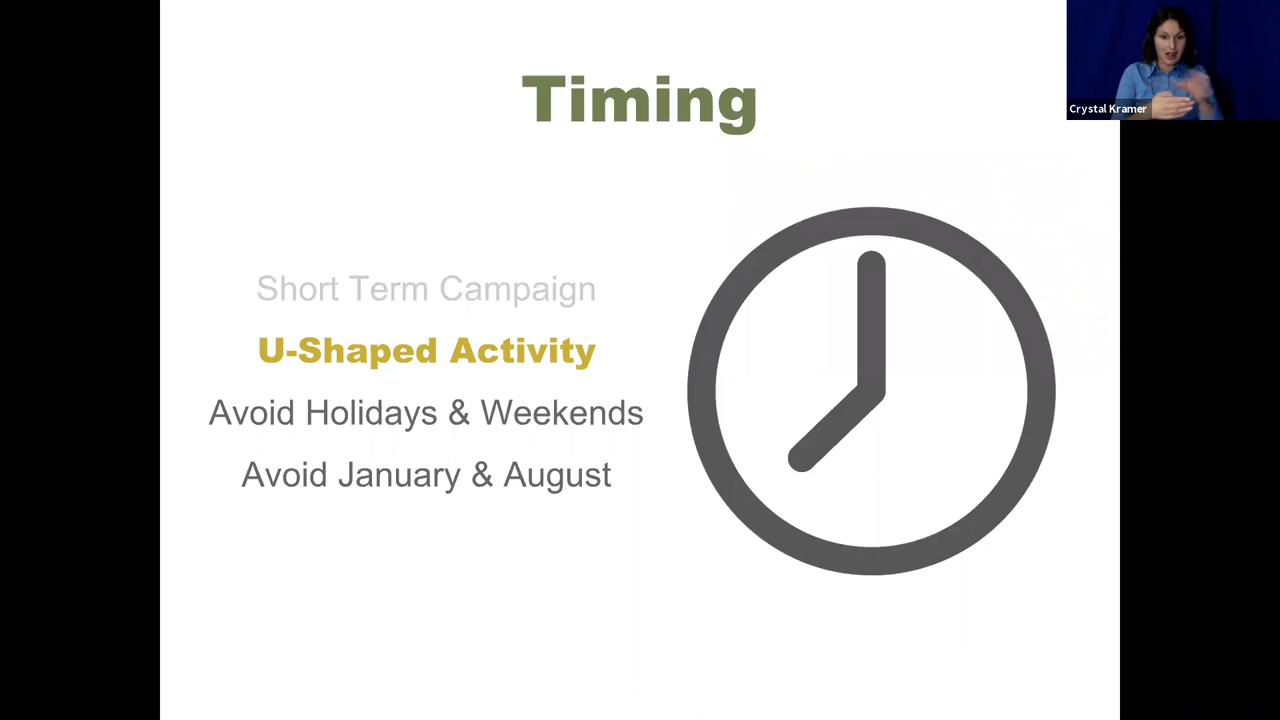 Timing
Crystal Kramer
Short Term Campaign
U-Shaped Activity
Avoid Holidays & Weekends
Avoid January & August